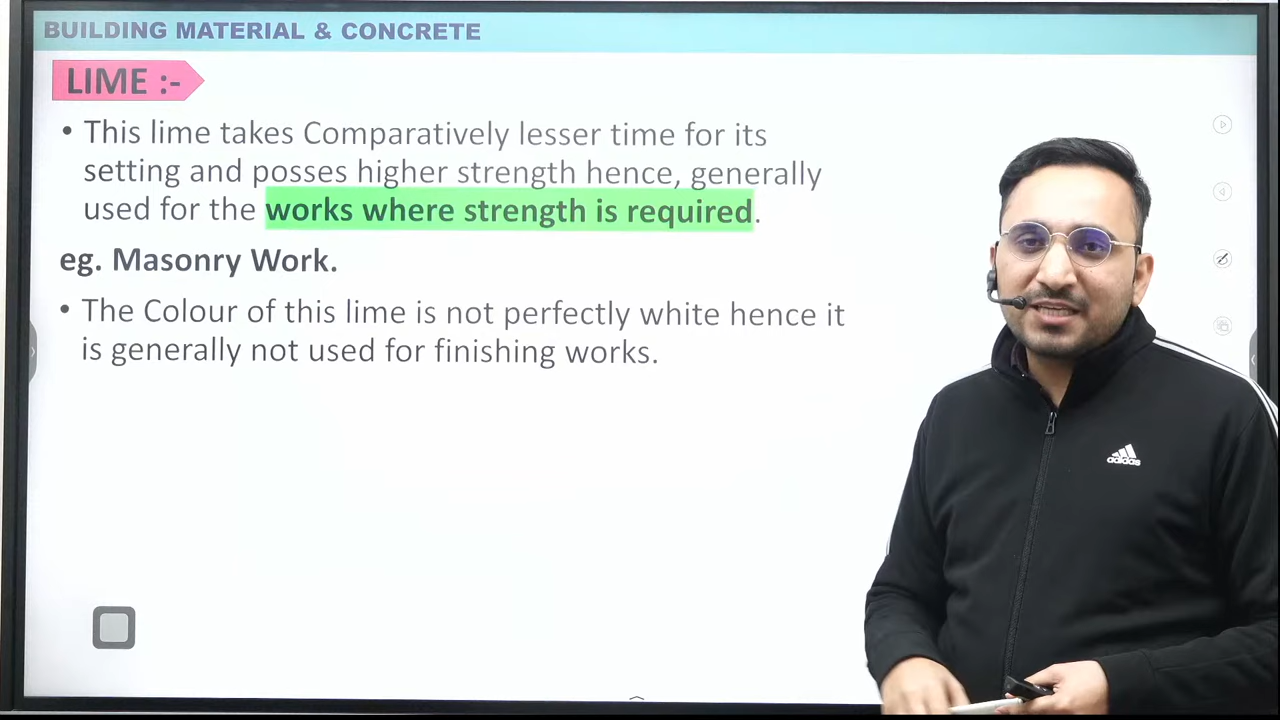 BUILDING MATERIAL & CONCRETE
LIME :-
• This lime takes Comparatively lesser time for its
setting and posses higher strength hence, generally
used for the works where strength is required.
eg. Masonry Work.
• The Colour of this lime is not perfectly white hence it
is generally not used for finishing works.
adidas